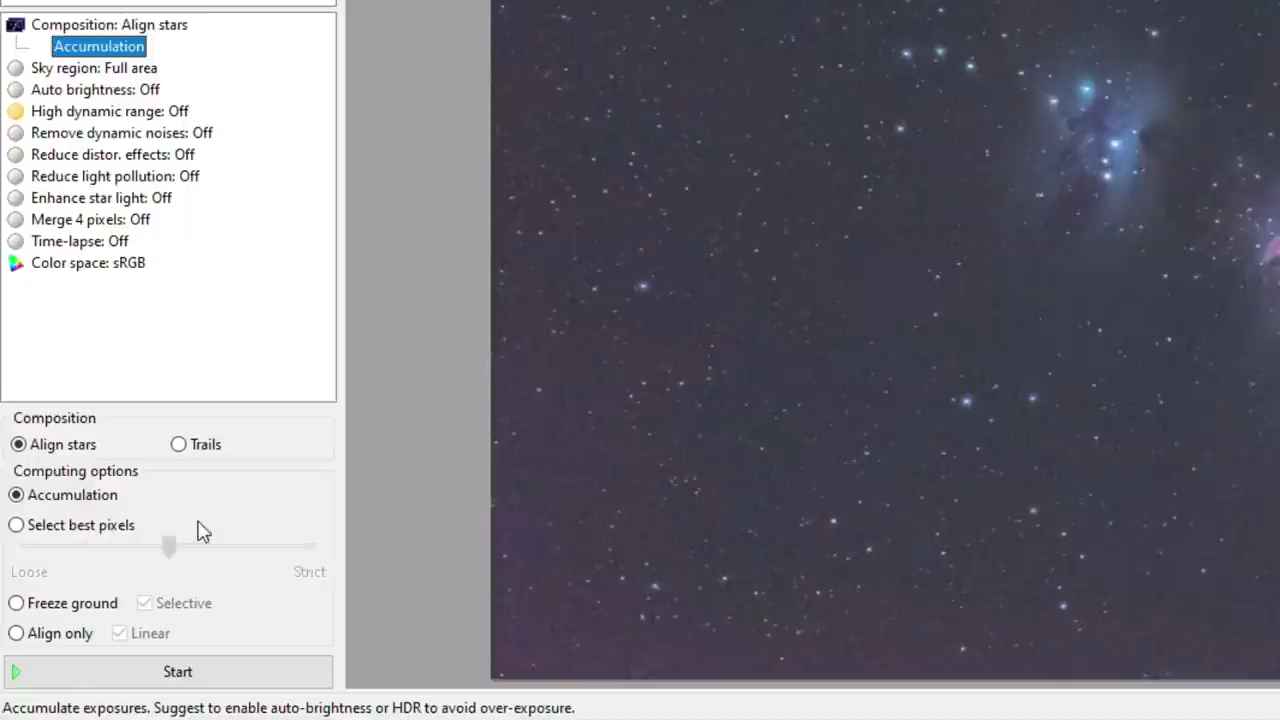 Composition: Align stars
Accumulation
Sky region: Full area
Auto brightness: Off
High dynamic range: Off
Remove dynamic noises: Off
Reduce distor. effects: Off
Reduce light pollution: Off
Enhance star light: Off
Merge 4 pixels: Off
Time-lapse: Off
Color space: sRGB
Composition
Align stars Trails
Computing options
Accumulation
Select best pixels
Loose Strict
Freeze ground Selective
Align only Linear
Start
Accumulate exposures. Suggest to enable auto-brightness or HDR to avoid over-exposure.